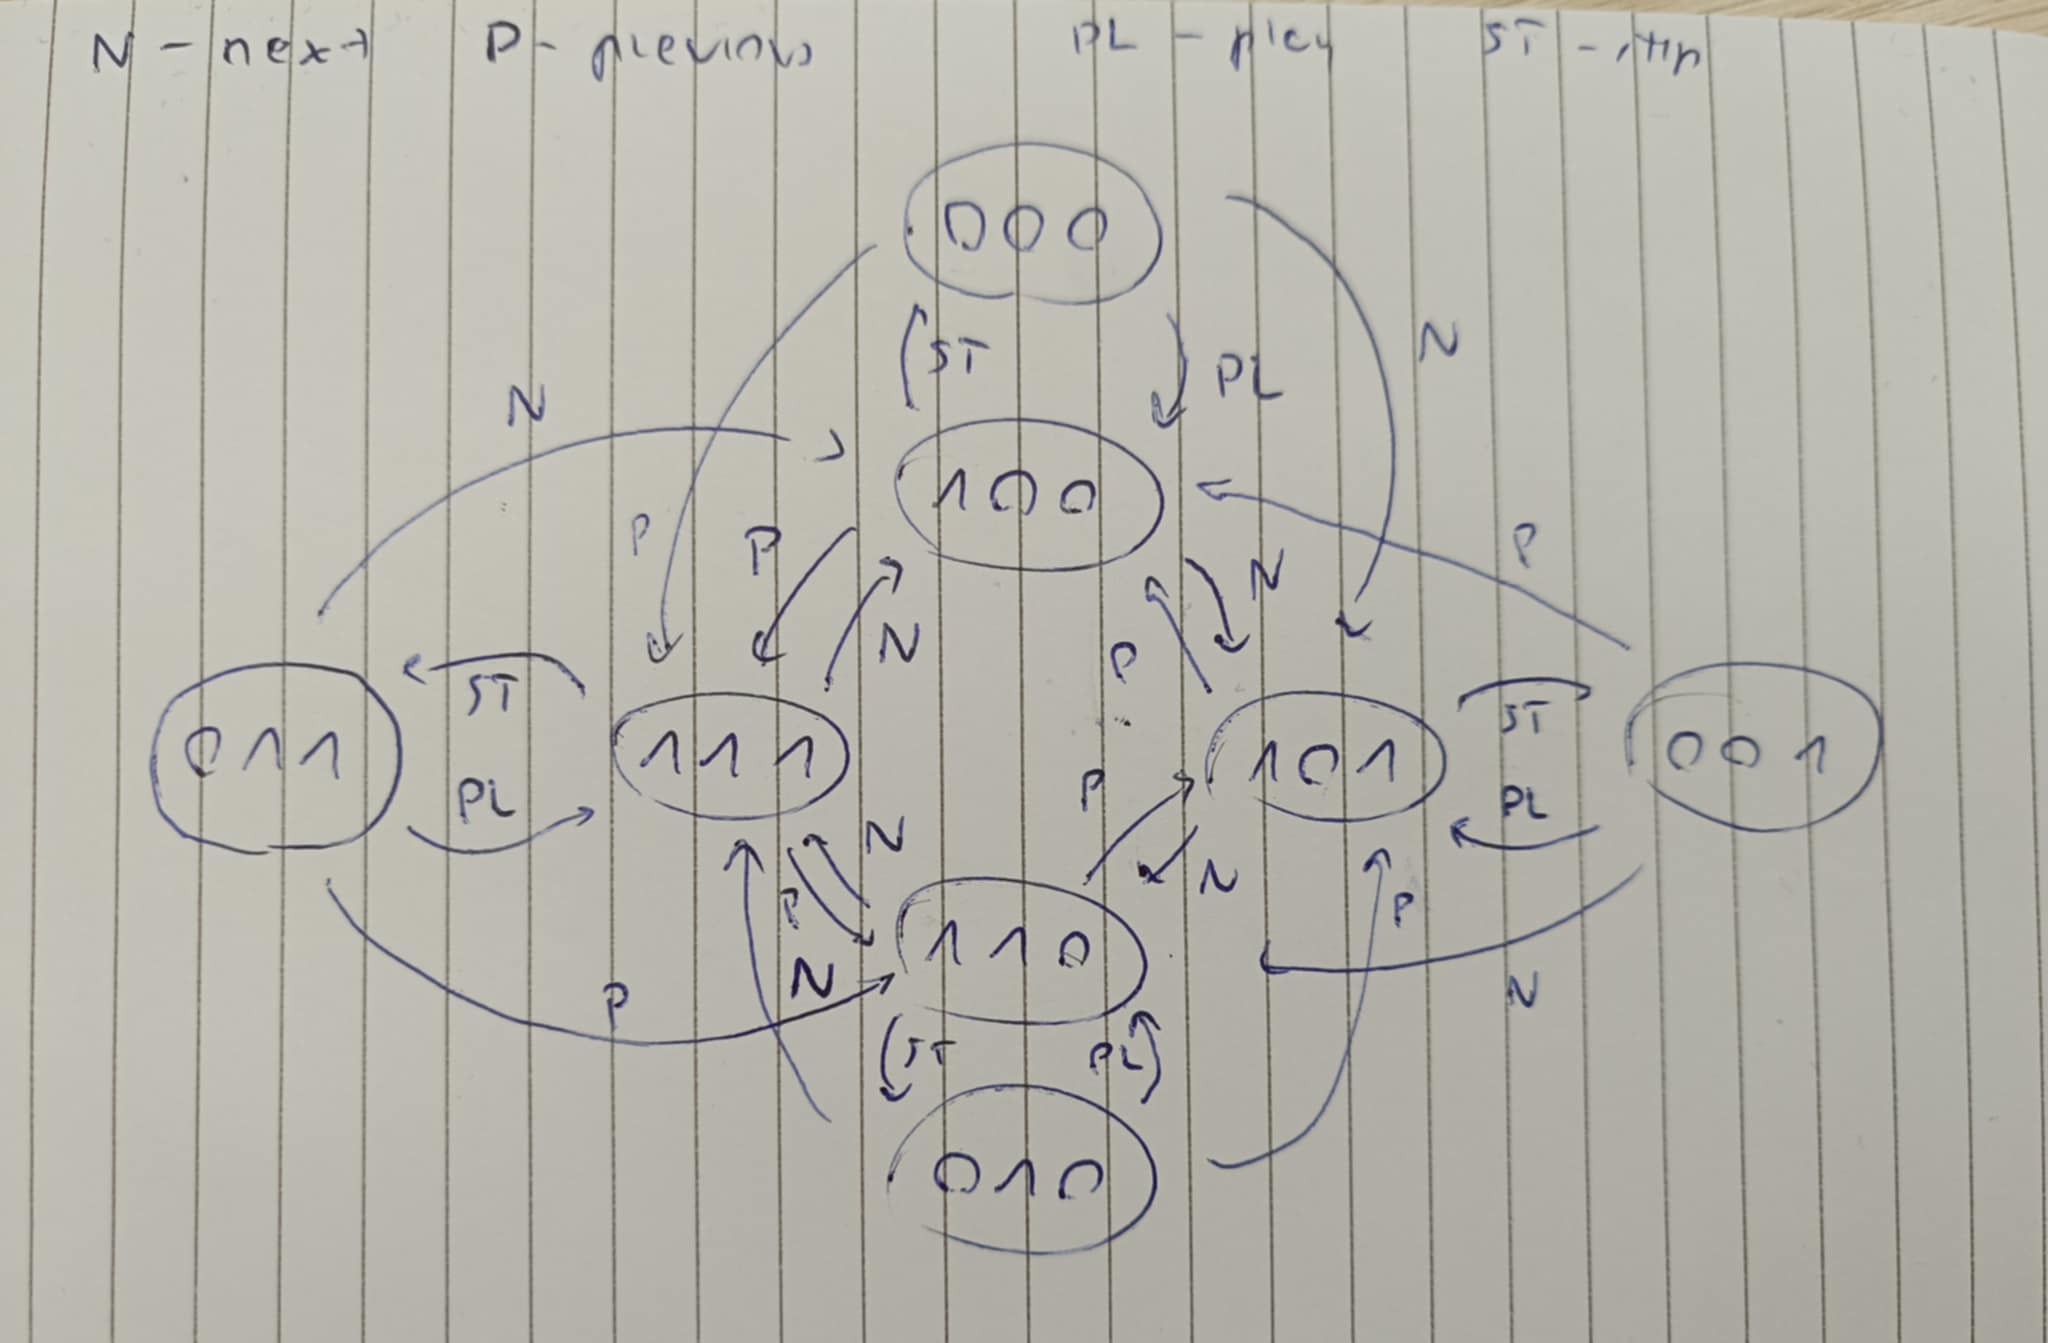 N - next P - previous PL - play ST - stop
000
ST PL N
N
100
P P N P
N P
ST 011 111 101 ST 001
PL PL
P N
P N P
110
N
P N
ST PL
010